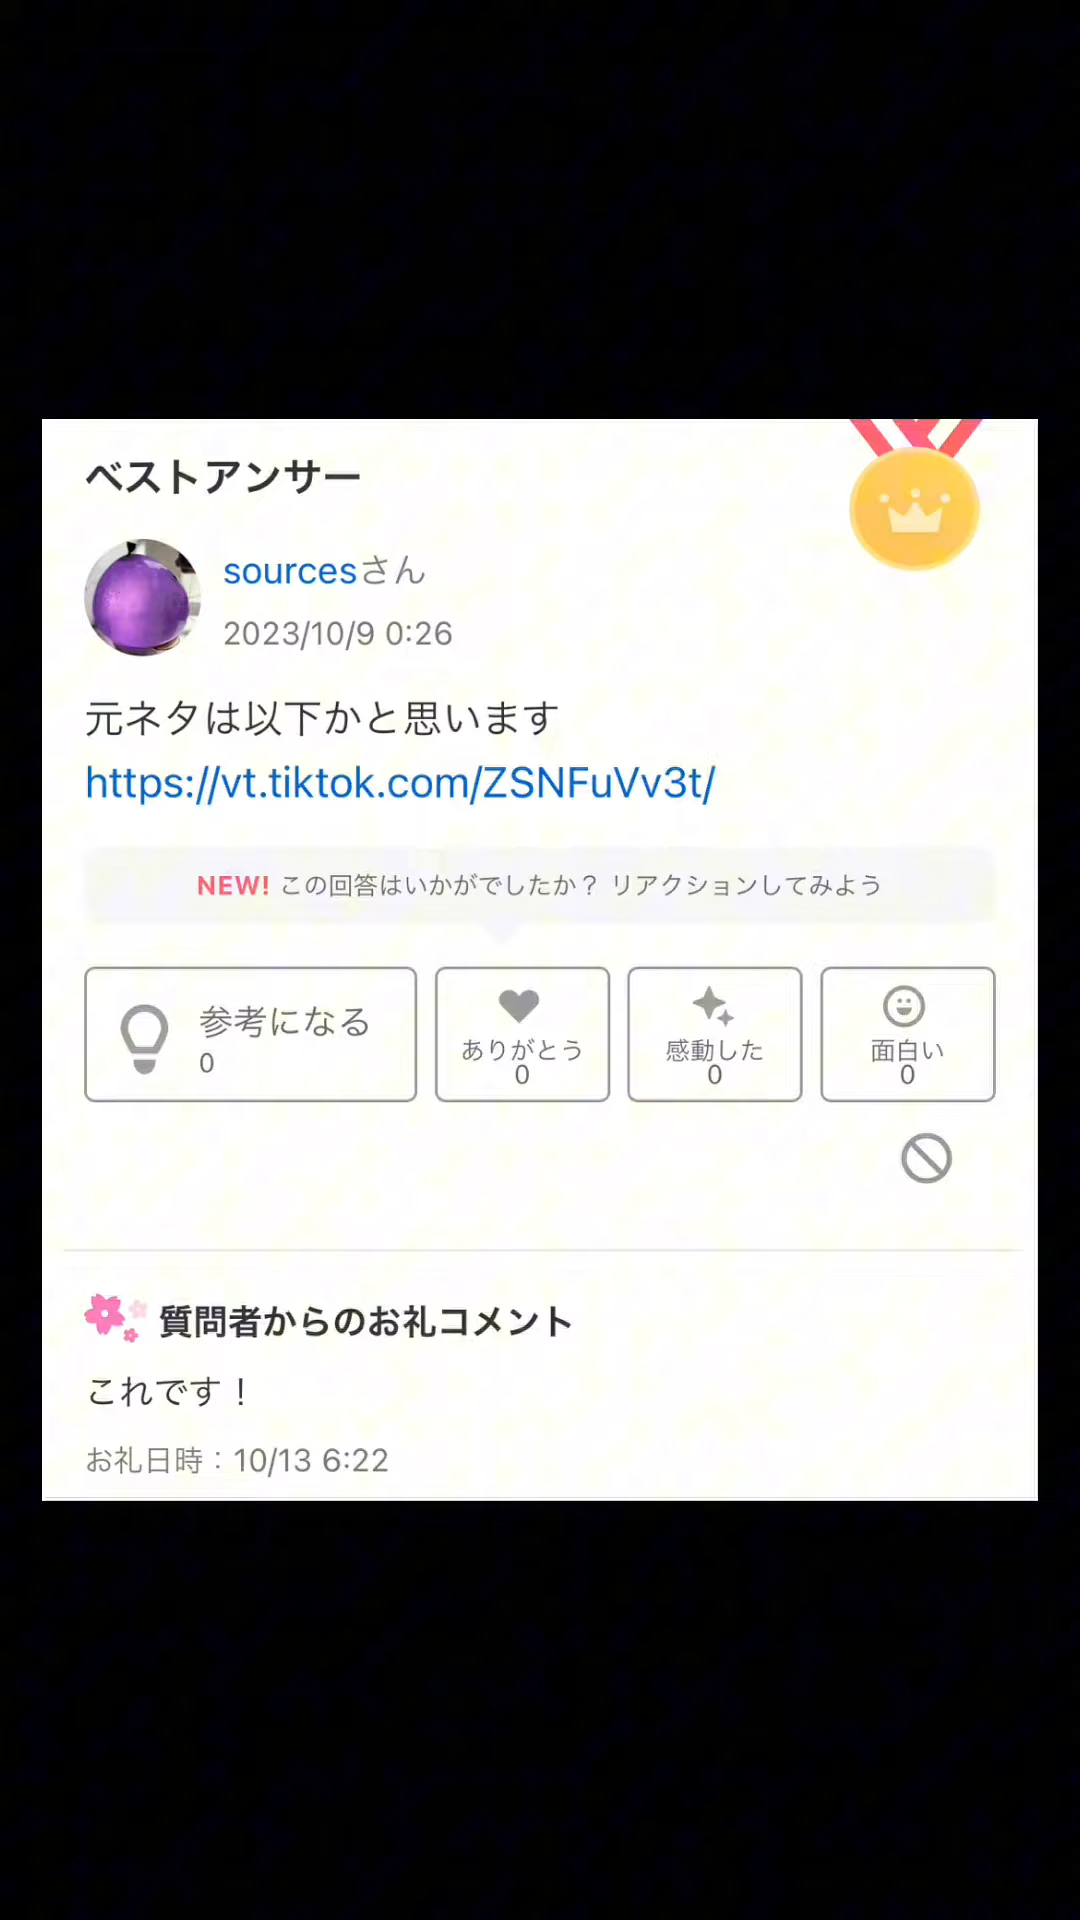 ベストアンサー
sourcesさん
2023/10/9 0:26
元ネタは以下かと思います
https://vt.tiktok.com/ZSNFuVv3t/
NEW! この回答はいかがでしたか？ リアクションしてみよう
参考になる
0
ありがとう
0
感動した
0
面白い
0
質問者からのお礼コメント
これです！
お礼日時：10/13 6:22